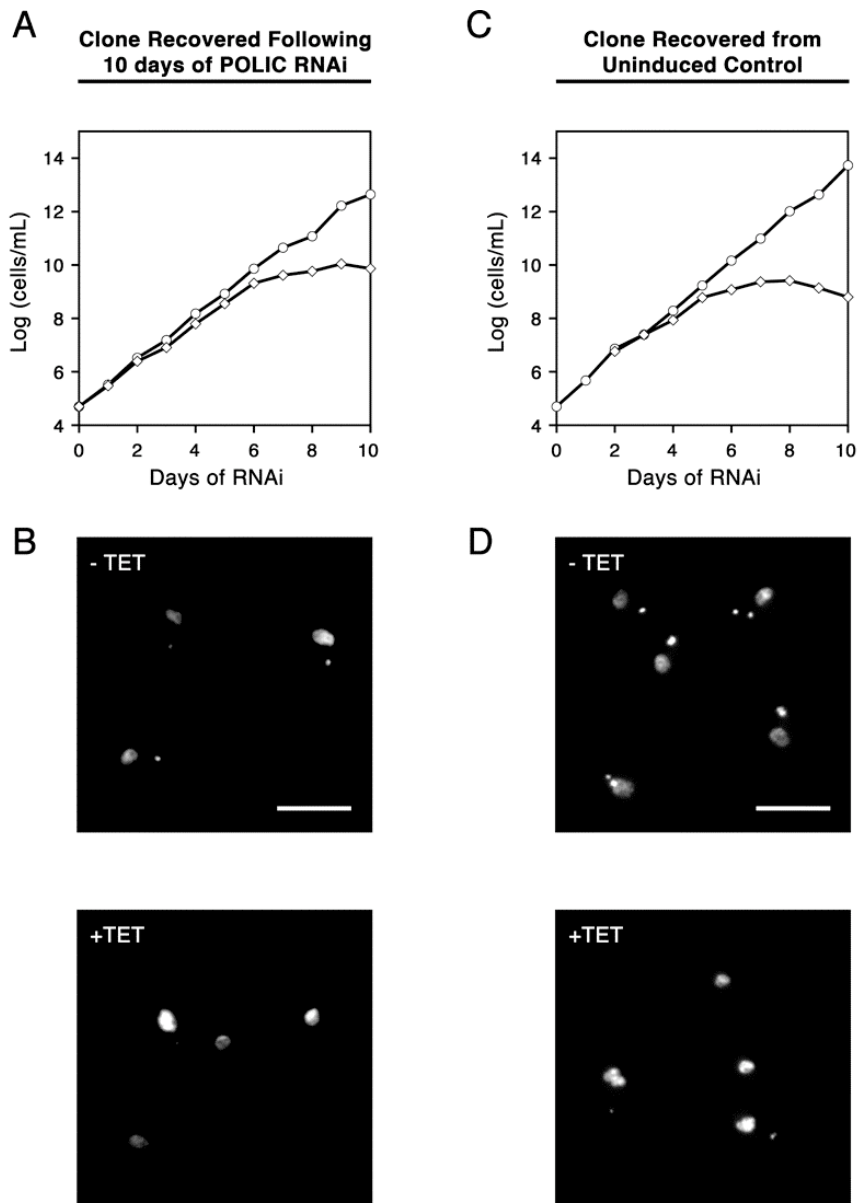 A
Clone Recovered Following
10 days of POLIC RNAi
Log (cells/mL)
14
12
10
8
6
4
0 2 4 6 8 10
Days of RNAi
C
Clone Recovered from
Uninduced Control
Log (cells/mL)
14
12
10
8
6
4
0 2 4 6 8 10
Days of RNAi
B
- TET
+TET
D
- TET
+TET